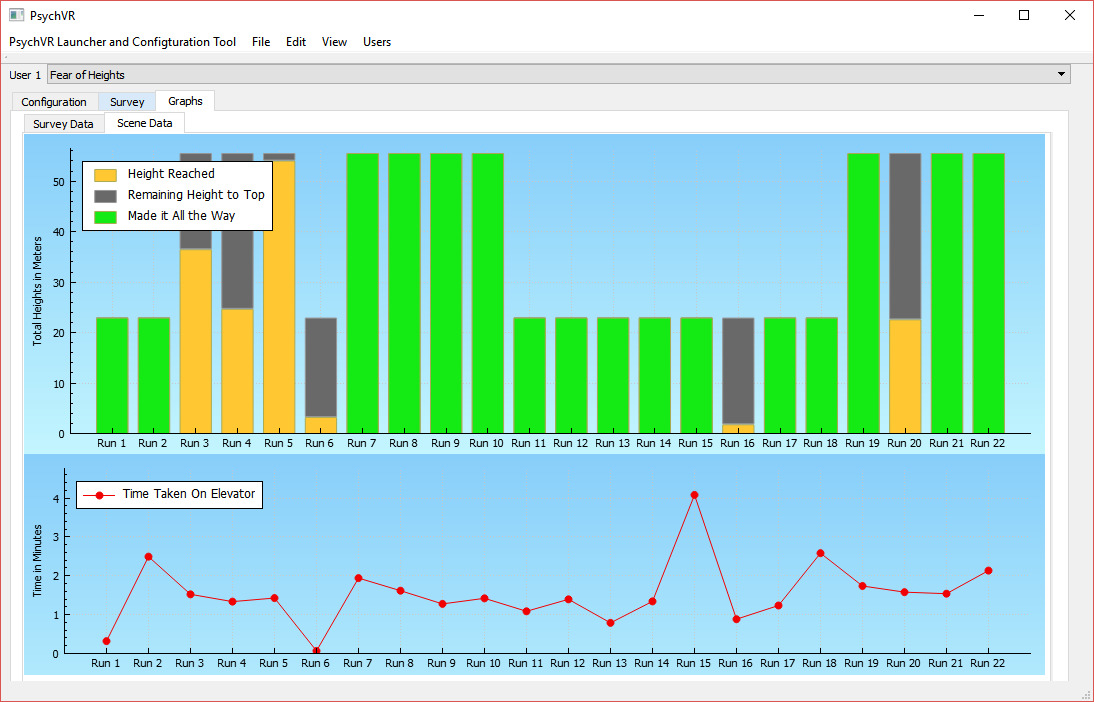 PsychVR
PsychVR Launcher and Configturation Tool File Edit View Users
User 1 Fear of Heights
Configuration Survey Graphs
Survey Data Scene Data
Height Reached
Remaining Height to Top
Made it All the Way
Total Heights in Meters
50
40
30
20
10
0
Run 1 Run 2 Run 3 Run 4 Run 5 Run 6 Run 7 Run 8 Run 9 Run 10 Run 11 Run 12 Run 13 Run 14 Run 15 Run 16 Run 17 Run 18 Run 19 Run 20 Run 21 Run 22
Time Taken On Elevator
Time in Minutes
4
3
2
1
0
Run 1 Run 2 Run 3 Run 4 Run 5 Run 6 Run 7 Run 8 Run 9 Run 10 Run 11 Run 12 Run 13 Run 14 Run 15 Run 16 Run 17 Run 18 Run 19 Run 20 Run 21 Run 22